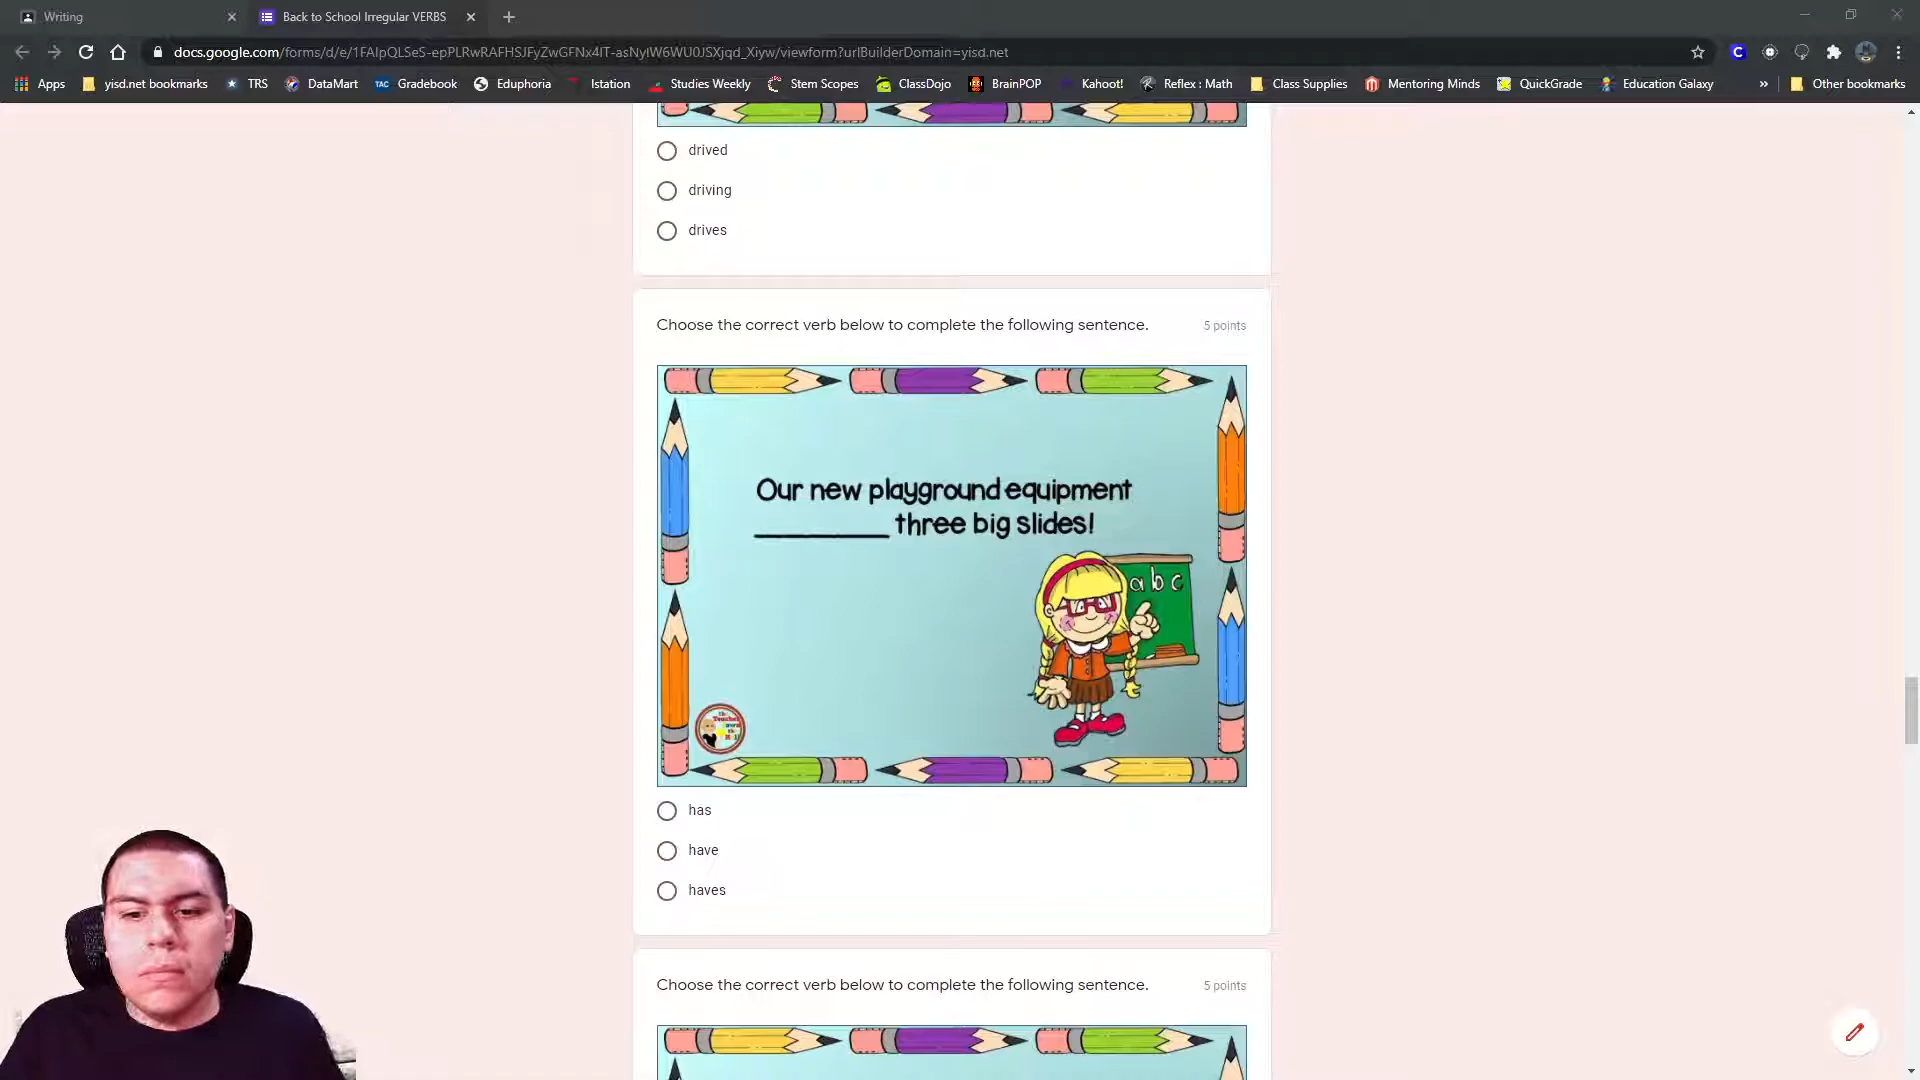 Writing
Back to School Irregular VERBS
docs.google.com/forms/d/e/1FAIpQLSeS-epPLRwRAFHSJFyZwGFNx4lT-asNylW6WU0JSXjqd_Xiyw/viewform?urlBuilderDomain=yisd.net
Apps yisd.net bookmarks TRS DataMart TAC Gradebook Eduphoria Istation Studies Weekly Stem Scopes ClassDojo BrainPOP Kahoot! Reflex : Math Class Supplies Mentoring Minds QuickGrade Education Galaxy » Other bookmarks
drived
driving
drives
Choose the correct verb below to complete the following sentence. 5 points
Our new playground equipment
__________ three big slides!
a b c
has
have
haves
Choose the correct verb below to complete the following sentence. 5 points